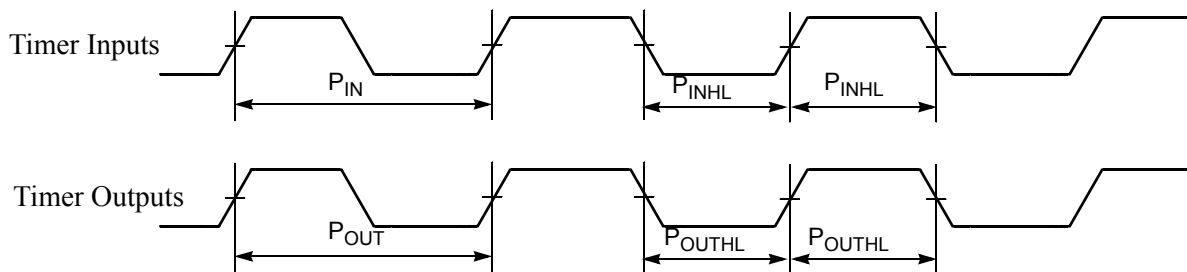 Timer Inputs
P_IN
P_INHL
P_INHL
Timer Outputs
P_OUT
P_OUTHL
P_OUTHL